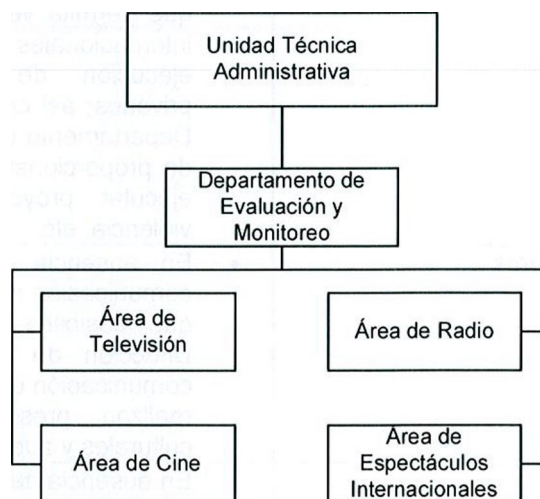 Unidad Técnica
Administrativa
Departamento de
Evaluación y
Monitoreo
Área de
Televisión
Área de Radio
Área de Cine
Área de
Espectáculos
Internacionales